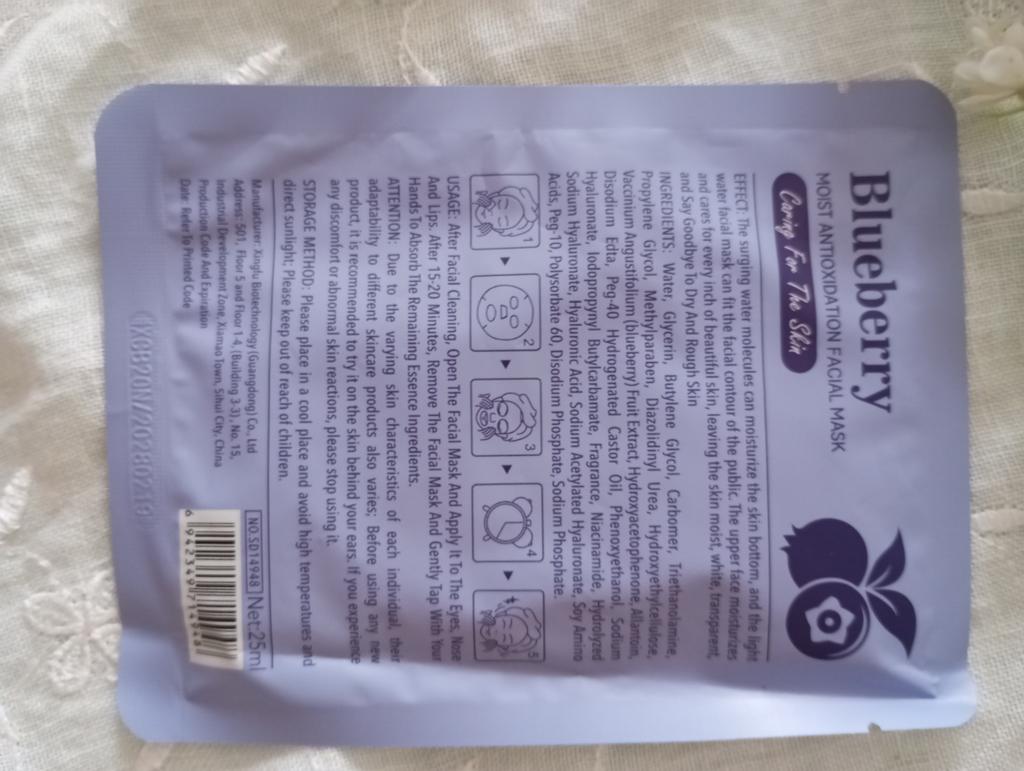 Blueberry
MOIST ANTIOXIDATION FACIAL MASK
Caring For The Skin
EFFECT: The surging water molecules can moisturize the skin bottom, and the light
water facial mask can fit the facial contour of the public. The upper face moisturizes
and cares for every inch of beautiful skin, leaving the skin moist, white, transparent,
and Say Goodbye To Dry And Rough Skin
INGREDIENTS: Water, Glycerin, Butylene Glycol, Carbomer, Triethanolamine,
Propylene Glycol, Methylparaben, Diazolidinyl Urea, Hydroxyethylcellulose,
Vaccinium Angustifolium (blueberry) Fruit Extract, Hydroxyacetophenone, Allantoin,
Disodium Edta, Peg-40 Hydrogenated Castor Oil, Phenoxyethanol, Sodium
Hyaluronate, Iodopropynyl Butylcarbamate, Fragrance, Niacinamide, Hydrolyzed
Sodium Hyaluronate, Hyaluronic Acid, Sodium Acetylated Hyaluronate, Soy Amino
Acids, Peg-10, Polysorbate 60, Disodium Phosphate, Sodium Phosphate.
1
2
3
4
5
USAGE: After Facial Cleaning, Open The Facial Mask And Apply It To The Eyes, Nose
And Lips. After 15-20 Minutes, Remove The Facial Mask And Gently Tap With Your
Hands To Absorb The Remaining Essence Ingredients.
ATTENTION: Due to the varying skin characteristics of each individual, their
adaptability to different skincare products also varies; Before using any new
product, it is recommended to try it on the skin behind your ears. If you experience
any discomfort or abnormal skin reactions, please stop using it.
STORAGE METHOD: Please place in a cool place and avoid high temperatures and
direct sunlight; Please keep out of reach of children.
Manufacturer: Xinglu Biotechnology (Guangdong) Co., Ltd
Address: 501, Floor 5 and Floor 1-4, (Building 3-3), No. 15,
Industrial Development Zone, Xiamao Town, Sihui City, China
Production Code And Expiration
Date: Refer To Printed Code
NO.SD14948
Net:25ml
6 942349 714948